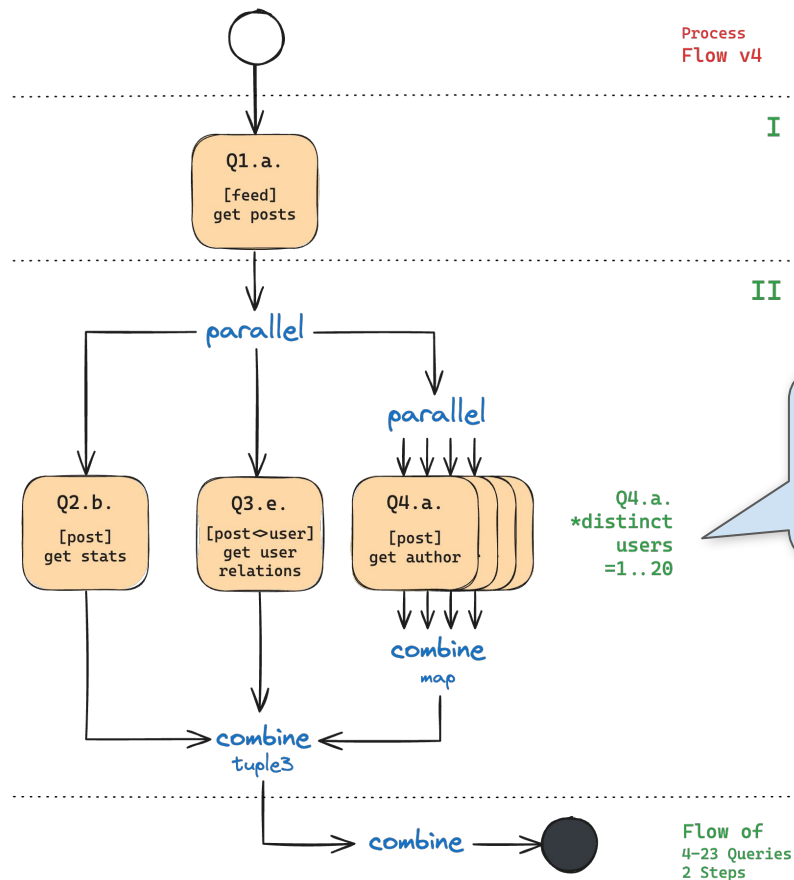 Process
Flow v4
I
Q1.a.
[feed]
get posts
II
parallel
parallel
Q2.b.
[post]
get stats
Q3.e.
[post<>user]
get user
relations
Q4.a.
[post]
get author
Q4.a.
*distinct
users
=1..20
combine
map
combine
tuple3
combine
Flow of
4-23 Queries
2 Steps